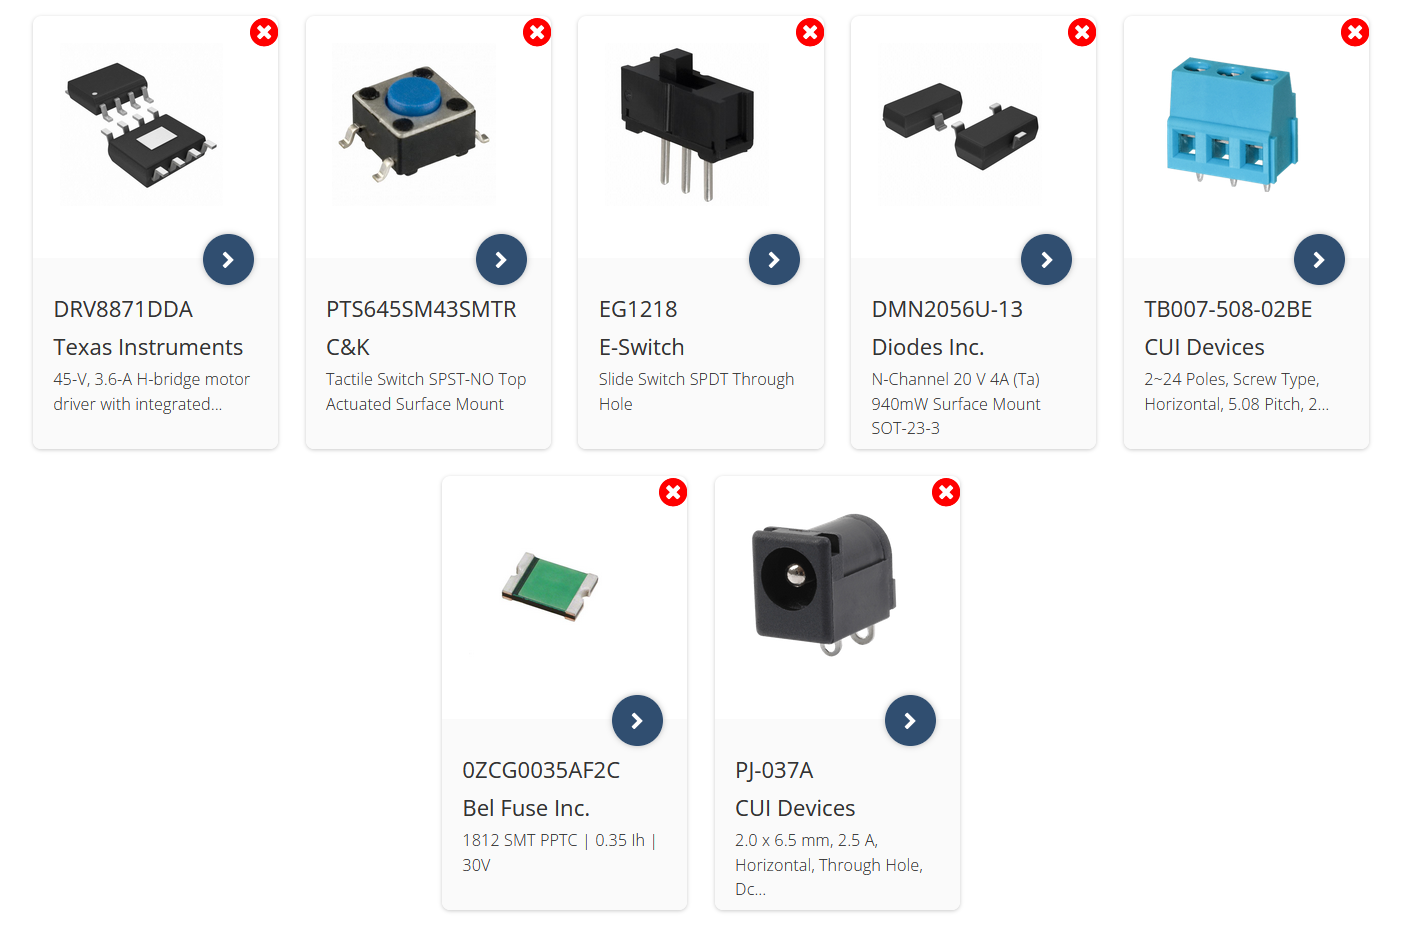 DRV8871DDA
Texas Instruments
45-V, 3.6-A H-bridge motor
driver with integrated...
PTS645SM43SMTR
C&K
Tactile Switch SPST-NO Top
Actuated Surface Mount
EG1218
E-Switch
Slide Switch SPDT Through
Hole
DMN2056U-13
Diodes Inc.
N-Channel 20 V 4A (Ta)
940mW Surface Mount
SOT-23-3
TB007-508-02BE
CUI Devices
2~24 Poles, Screw Type,
Horizontal, 5.08 Pitch, 2...
0ZCG0035AF2C
Bel Fuse Inc.
1812 SMT PPTC | 0.35 Ih |
30V
PJ-037A
CUI Devices
2.0 x 6.5 mm, 2.5 A,
Horizontal, Through Hole,
Dc...